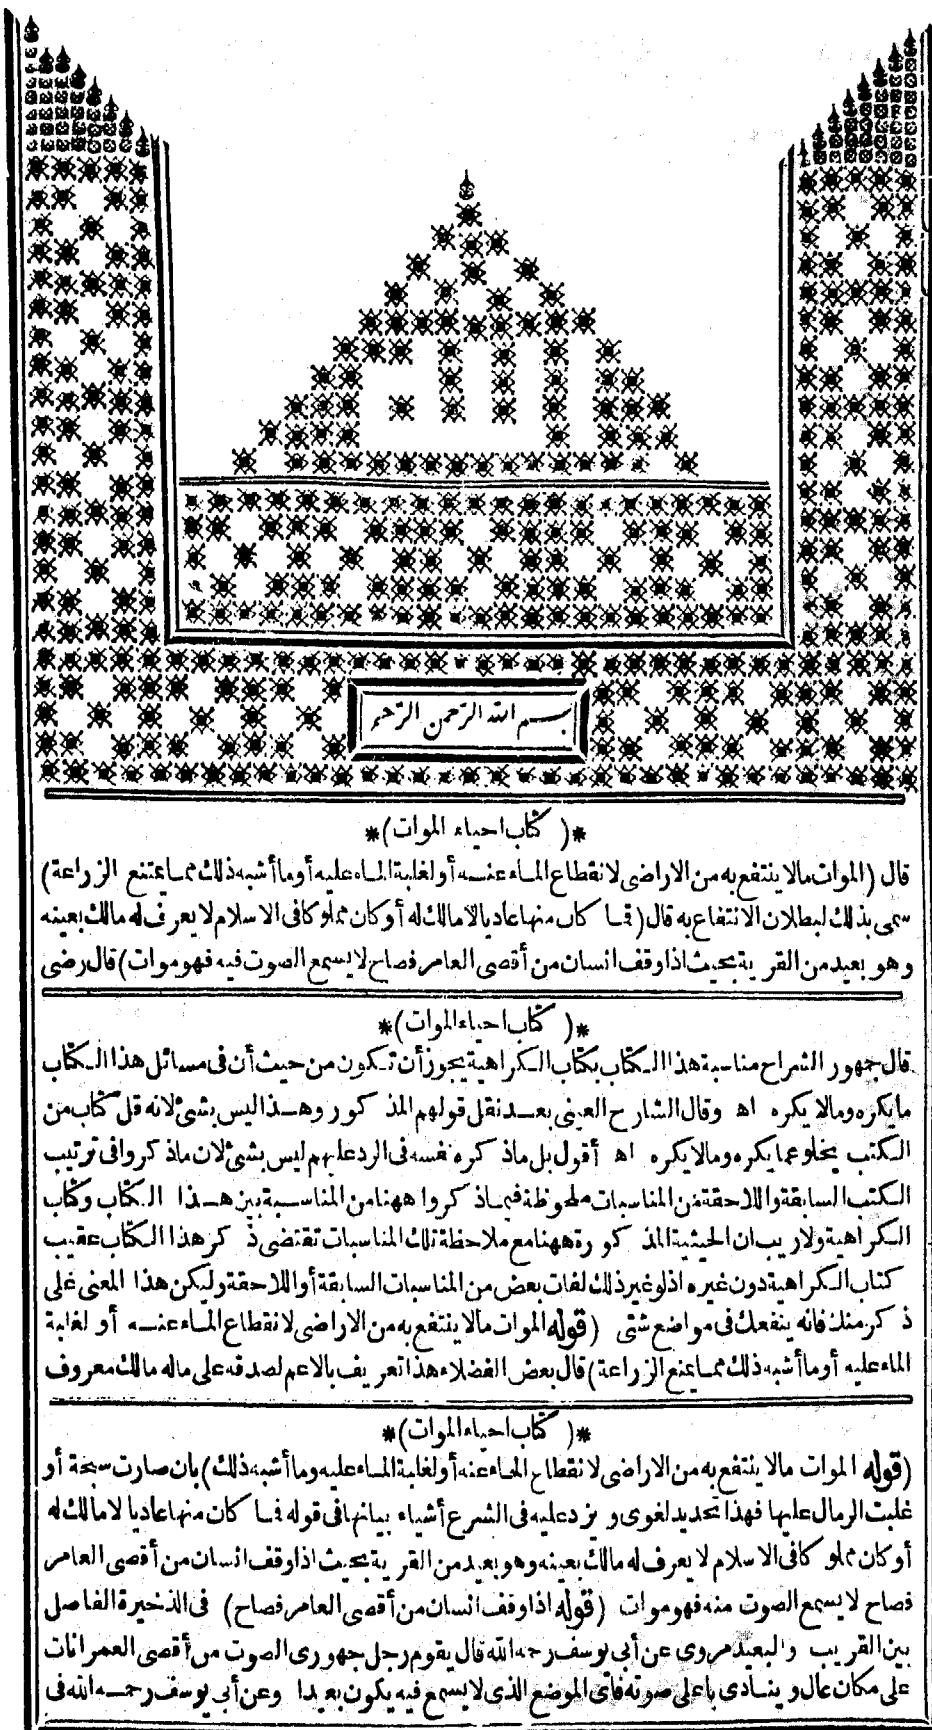 بسم الله الرحمن الرحيم
*( كتاب احياء الموات)*
قال (الموات مالا ينتفع به من الاراضى لانقطاع الماء عنه أو لغلبة الماء عليه أو ما أشبه ذلك مما يمتنع الزراعة)
سمى بذلك لبطلان الانتفاع به قال (فما كان منها عاديا لا مالك له أو كان مملوكا فى الاسلام لا يعرف له مالك بعينه
وهو بعيد من القرية بحيث اذا وقف انسان من أقصى العامر فصاح لا يسمع الصوت فيه فهو موات) قال رضى
*( كتاب احياء الموات)*
قال جمهور الشراح مناسبة هذا الكتاب بكتاب الكراهية يجوز أن تكون من حيث أن فى مسائل هذا الكتاب
ما يكره وما لا يكره اه وقال الشارح العينى بعد نقل قولهم المذكور وهذا ليس بشئ لانه قل كتاب من
الكتب يخلو عما يكره وما لا يكره اه أقول بل ما ذكره نفسه فى الرد عليهم ليس بشئ لان ما ذكروا فى ترتيب
الكتب السابقة واللاحقة من المناسبات ملحوظة فيما ذكروا ههنا من المناسبة بين هذا الكتاب وكتاب
الكراهية ولا ريب ان الحيثية المذكورة ههنا مع ملاحظة تلك المناسبات تقتضى ذكر هذا الكتاب عقيب
كتاب الكراهية دون غيره اذ لو غير ذلك لفات بعض من المناسبات السابقة أو اللاحقة وليكن هذا المعنى على
ذكر منك فانه ينفعك فى مواضع شتى (قوله الموات مالا ينتفع به من الاراضى لانقطاع الماء عنه أو لغلبة
الماء عليه أو ما أشبه ذلك مما يمنع الزراعة) قال بعض الفضلاء هذا تعريف بالاعم لصدقه على ماله مالك معروف
*( كتاب احياء الموات)*
(قوله الموات مالا ينتفع به من الاراضى لانقطاع الماء عنه أو لغلبة الماء عليه وما أشبه ذلك) بان صارت سبخة أو
غلبت الرمال عليها فهذا تحديد لغوى ويزد عليه فى الشرع أشياء بيانها فى قوله فما كان منها عاديا لا مالك له
أو كان مملوكا فى الاسلام لا يعرف له مالك بعينه وهو بعيد من القرية بحيث اذا وقف انسان من أقصى العامر
فصاح لا يسمع الصوت منه فهو موات (قوله اذا وقف انسان من أقصى العامر فصاح) فى الذخيرة الفاصل
بين القريب والبعيد مروى عن أبى يوسف رحمه الله قال يقوم رجل جهورى الصوت من أقصى العمرانات
على مكان عال وينادى باعلى صوته فاى الموضع الذى لا يسمع فيه يكون بعيدا وعن أبى يوسف رحمه الله فى